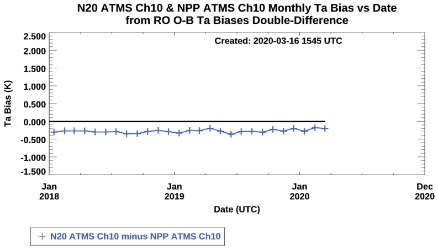 N20 ATMS Ch10 & NPP ATMS Ch10 Monthly Ta Bias vs Date
from RO O-B Ta Biases Double-Difference
Created: 2020-03-16 1545 UTC
Ta Bias (K)
2.500
2.000
1.500
1.000
0.500
0.000
-0.500
-1.000
-1.500
Jan
2018
Jan
2019
Jan
2020
Dec
2020
Date (UTC)
N20 ATMS Ch10 minus NPP ATMS Ch10